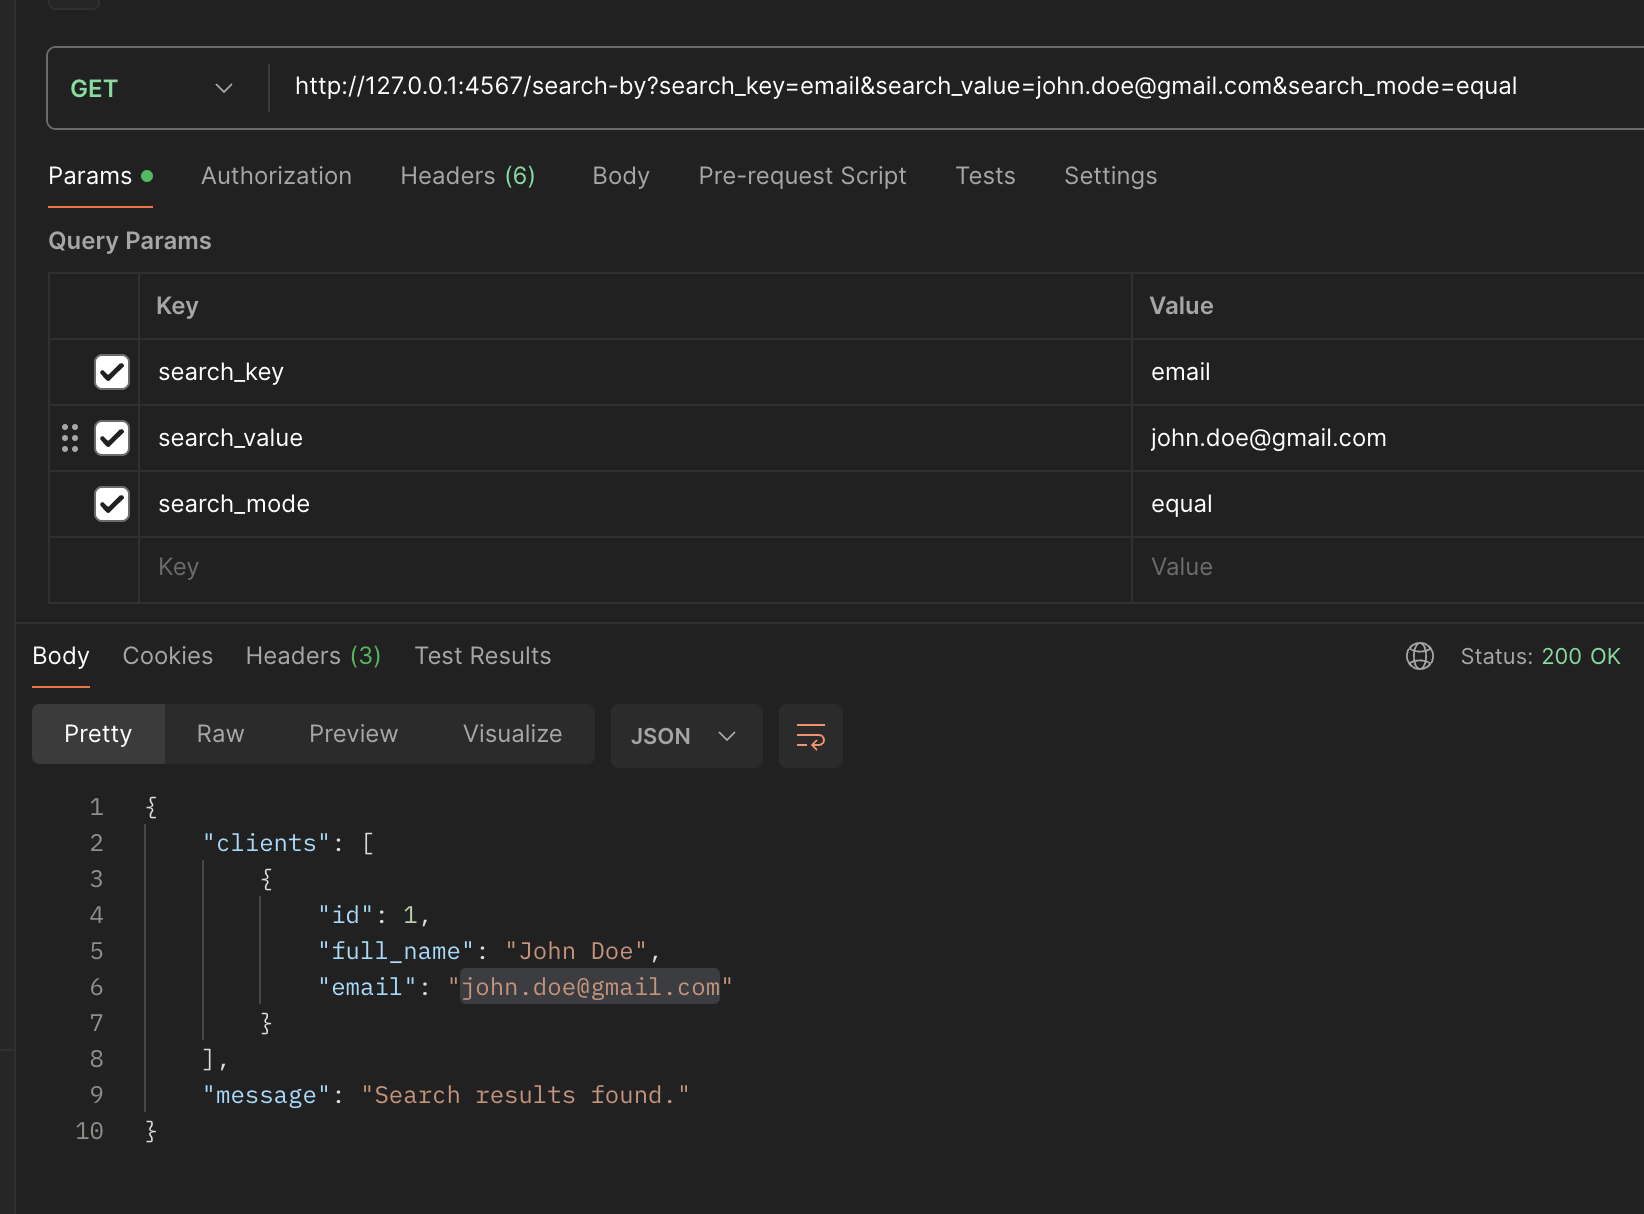 GET http://127.0.0.1:4567/search-by?search_key=email&search_value=john.doe@gmail.com&search_mode=equal
Params Authorization Headers (6) Body Pre-request Script Tests Settings
Query Params
Key Value
search_key email
search_value john.doe@gmail.com
search_mode equal
Key Value
Body Cookies Headers (3) Test Results Status: 200 OK
Pretty Raw Preview Visualize JSON
1 {
2 "clients": [
3 {
4 "id": 1,
5 "full_name": "John Doe",
6 "email": "john.doe@gmail.com"
7 }
8 ],
9 "message": "Search results found."
10 }